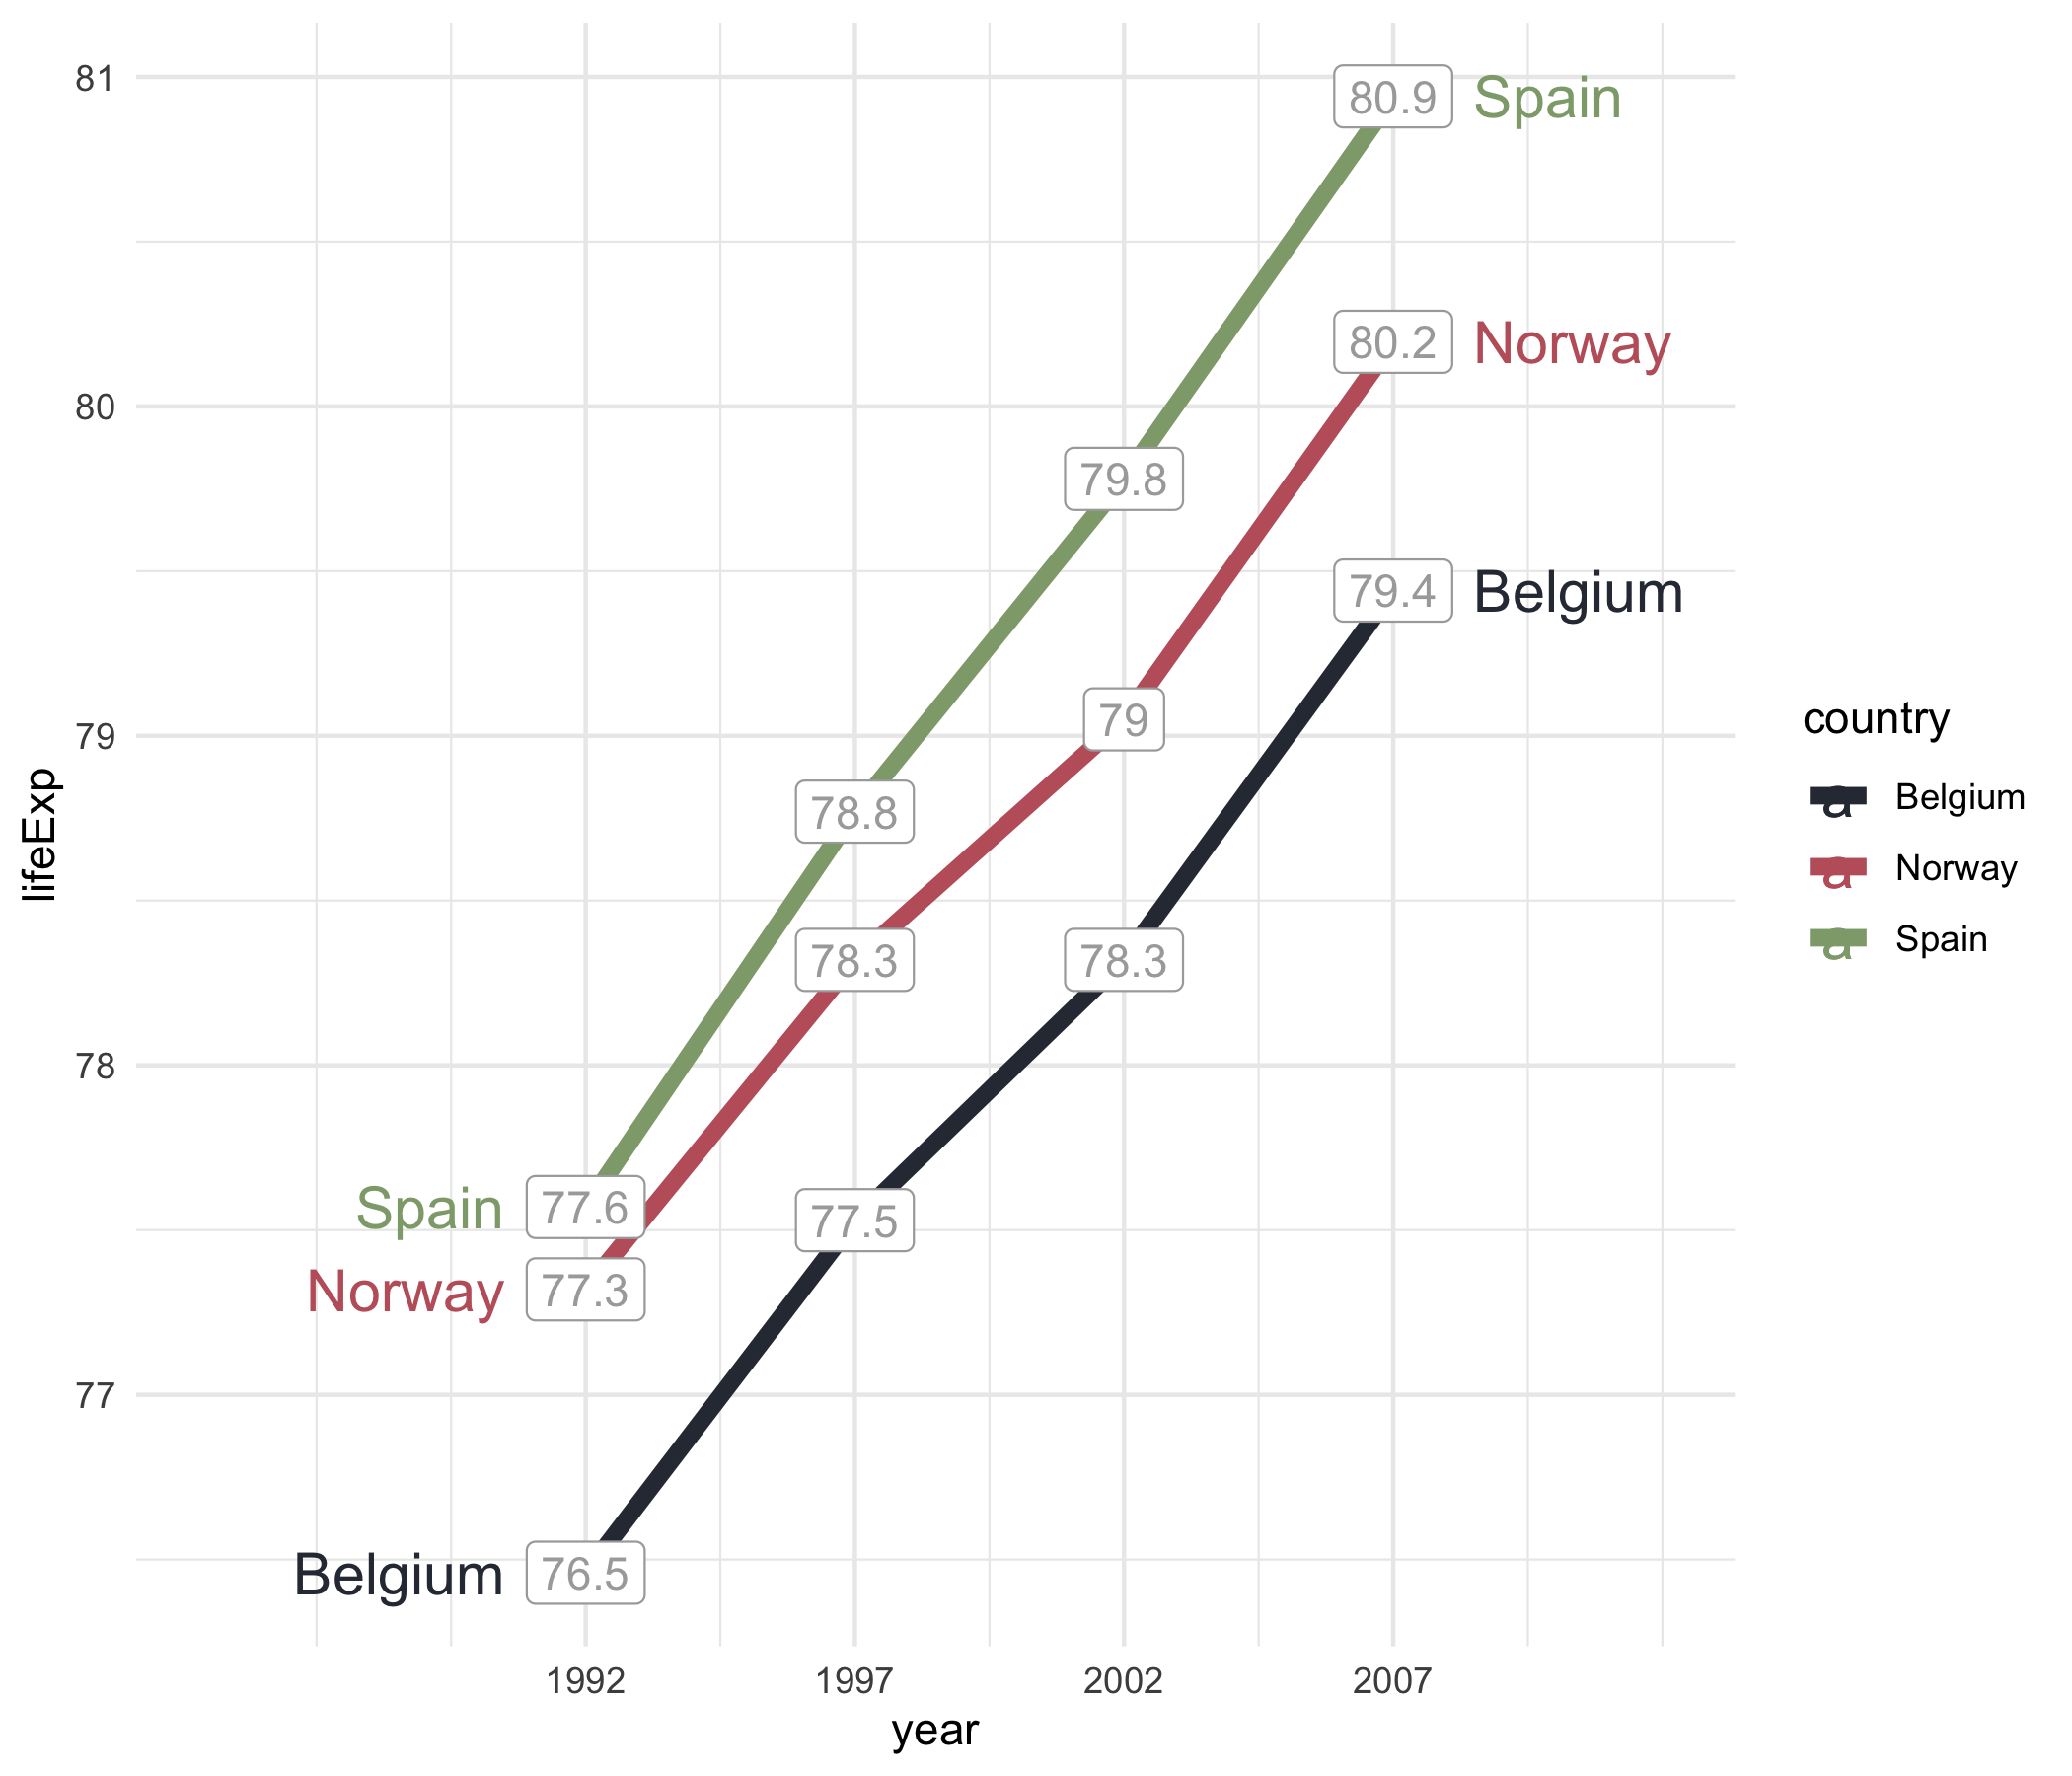 81
80
79
78
77
lifeExp
80.9 Spain
80.2 Norway
79.8
79.4 Belgium
79
78.8
78.3
78.3
Spain 77.6
77.5
Norway 77.3
Belgium 76.5
1992 1997 2002 2007
year
country
a Belgium
a Norway
a Spain